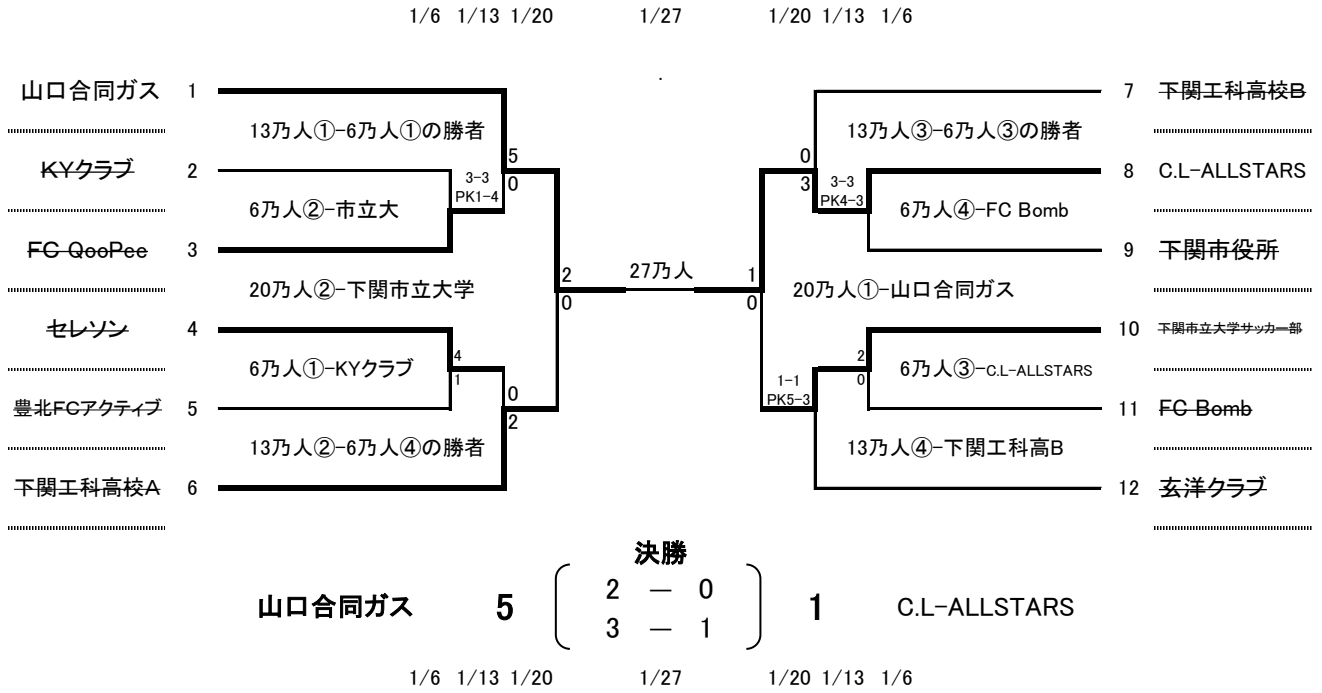 1/6 1/13 1/20 1/27 1/20 1/13 1/6
山口合同ガス 1 7 下関工科高校B
13乃人①-6乃人①の勝者 13乃人③-6乃人③の勝者
5 0
KYクラブ 2 8 C.L-ALLSTARS
3-3 0 3 3-3
PK1-4 PK4-3
6乃人②-市立大 6乃人④-FC Bomb
FC QooPee 3 9 下関市役所
2 27乃人 1
20乃人②-下関市立大学 20乃人①-山口合同ガス
0 0
セレソン 4 10 下関市立大学サッカー部
4 2
6乃人①-KYクラブ 6乃人③-C.L-ALLSTARS
1 1-1 0
0 PK5-3
豊北FCアクティブ 5 11 FC Bomb
2
13乃人②-6乃人④の勝者 13乃人④-下関工科高B
下関工科高校A 6 12 玄洋クラブ
決勝
2 — 0
山口合同ガス 5 1 C.L-ALLSTARS
3 — 1
1/6 1/13 1/20 1/27 1/20 1/13 1/6